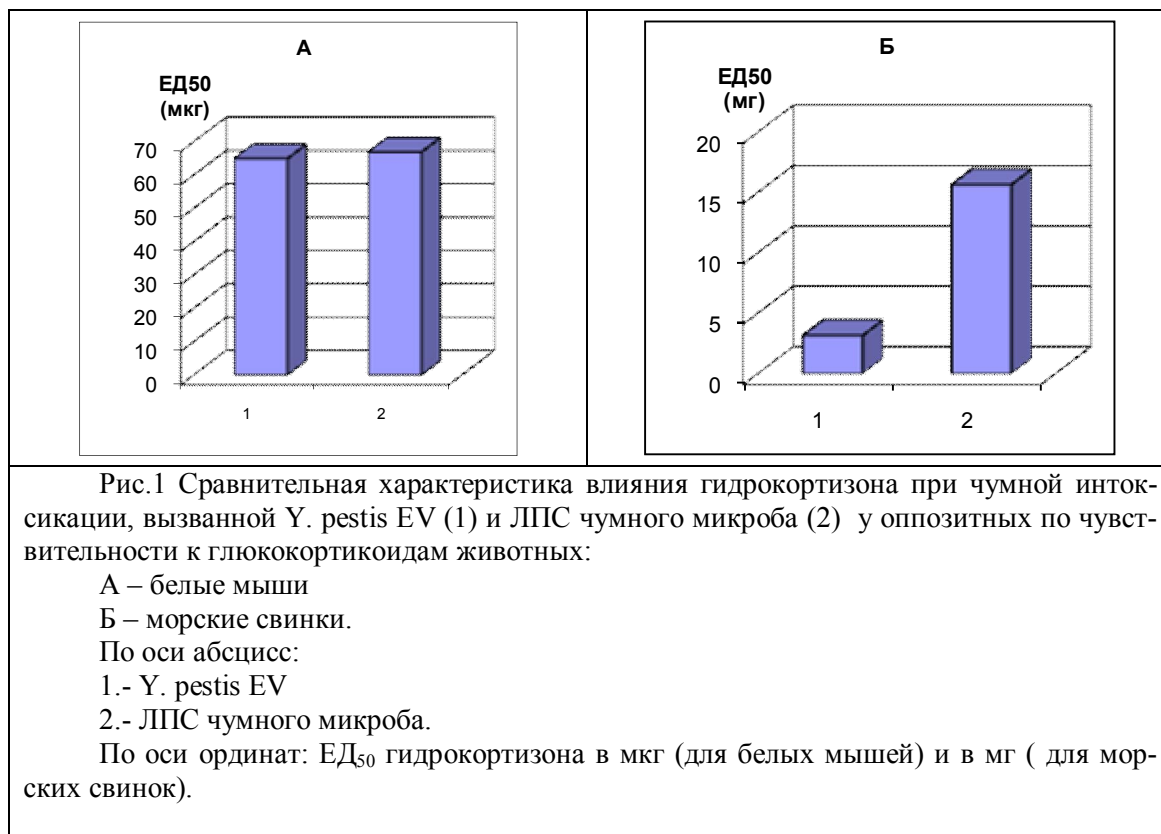 А
ЕД50
(мкг)
70
60
50
40
30
20
10
0
1
2
Б
ЕД50
(мг)
20
15
10
5
0
1
2
Рис.1 Сравнительная характеристика влияния гидрокортизона при чумной инток-
сикации, вызванной Y. pestis EV (1) и ЛПС чумного микроба (2) у оппозитных по чувст-
вительности к глюкокортикоидам животных:
А – белые мыши
Б – морские свинки.
По оси абсцисс:
1.- Y. pestis EV
2.- ЛПС чумного микроба.
По оси ординат: ЕД50 гидрокортизона в мкг (для белых мышей) и в мг ( для мор-
ских свинок).